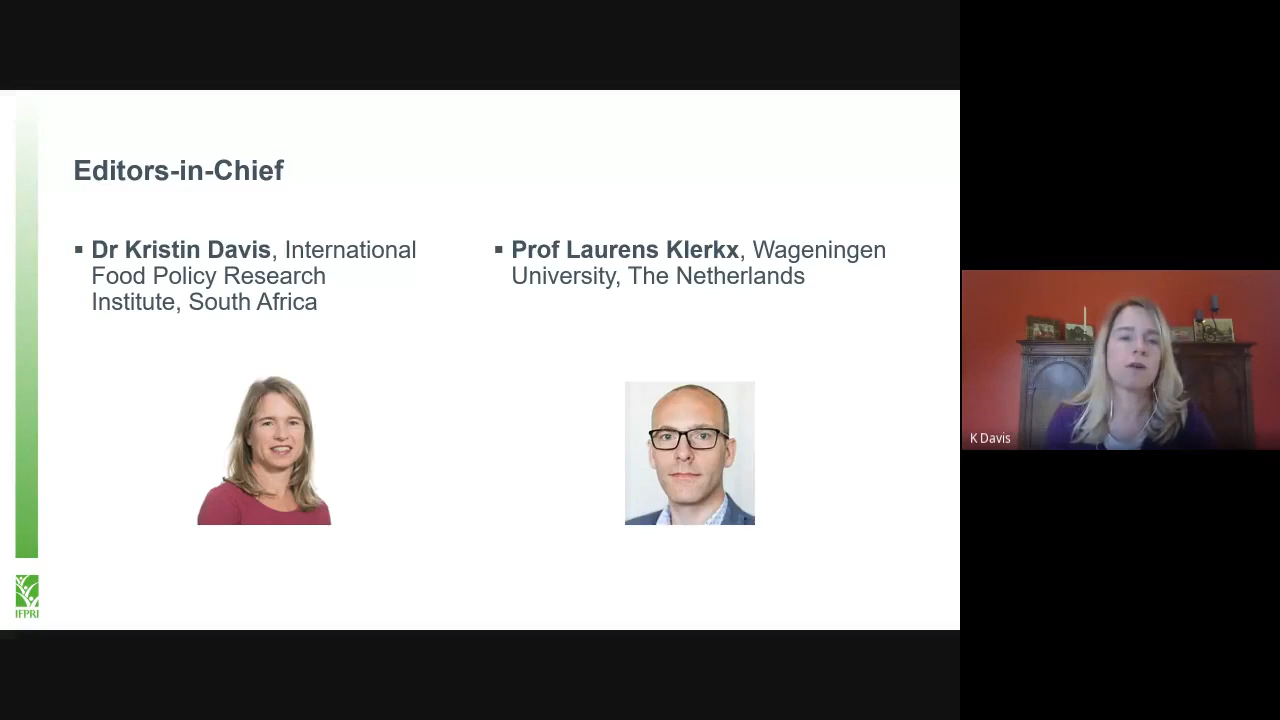 Editors-in-Chief
▪ Dr Kristin Davis, International
Food Policy Research
Institute, South Africa
▪ Prof Laurens Klerkx, Wageningen
University, The Netherlands
K Davis
IFPRI